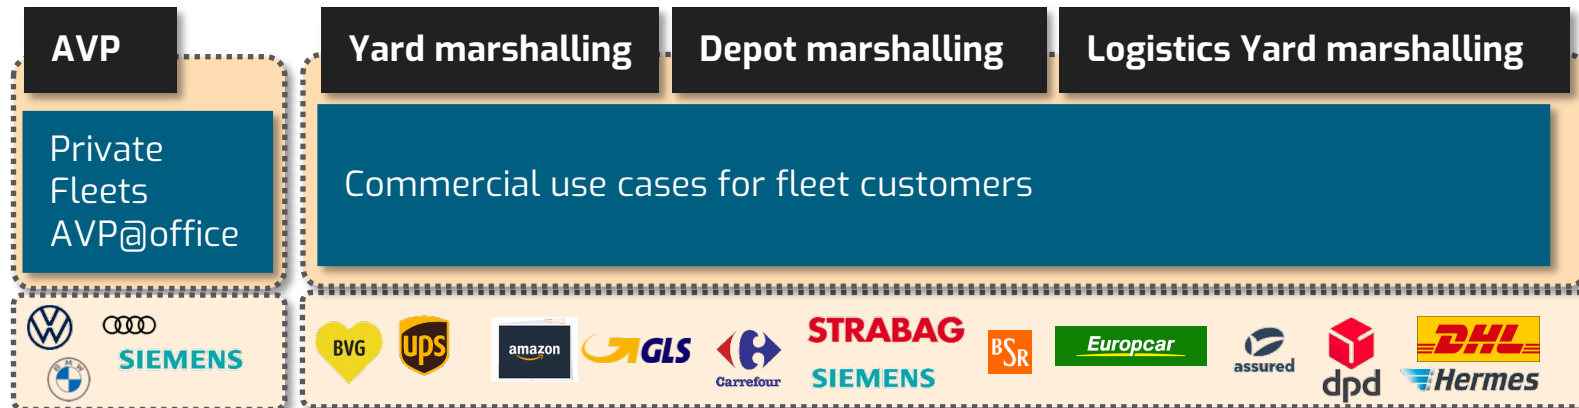 AVP
Private
Fleets
AVP@office
Yard marshalling
Depot marshalling
Logistics Yard marshalling
Commercial use cases for fleet customers
SIEMENS
BMW
BVG
ups
amazon
GLS
Carrefour
STRABAG
SIEMENS
BSR
Europcar
assured
dpd
DHL
Hermes